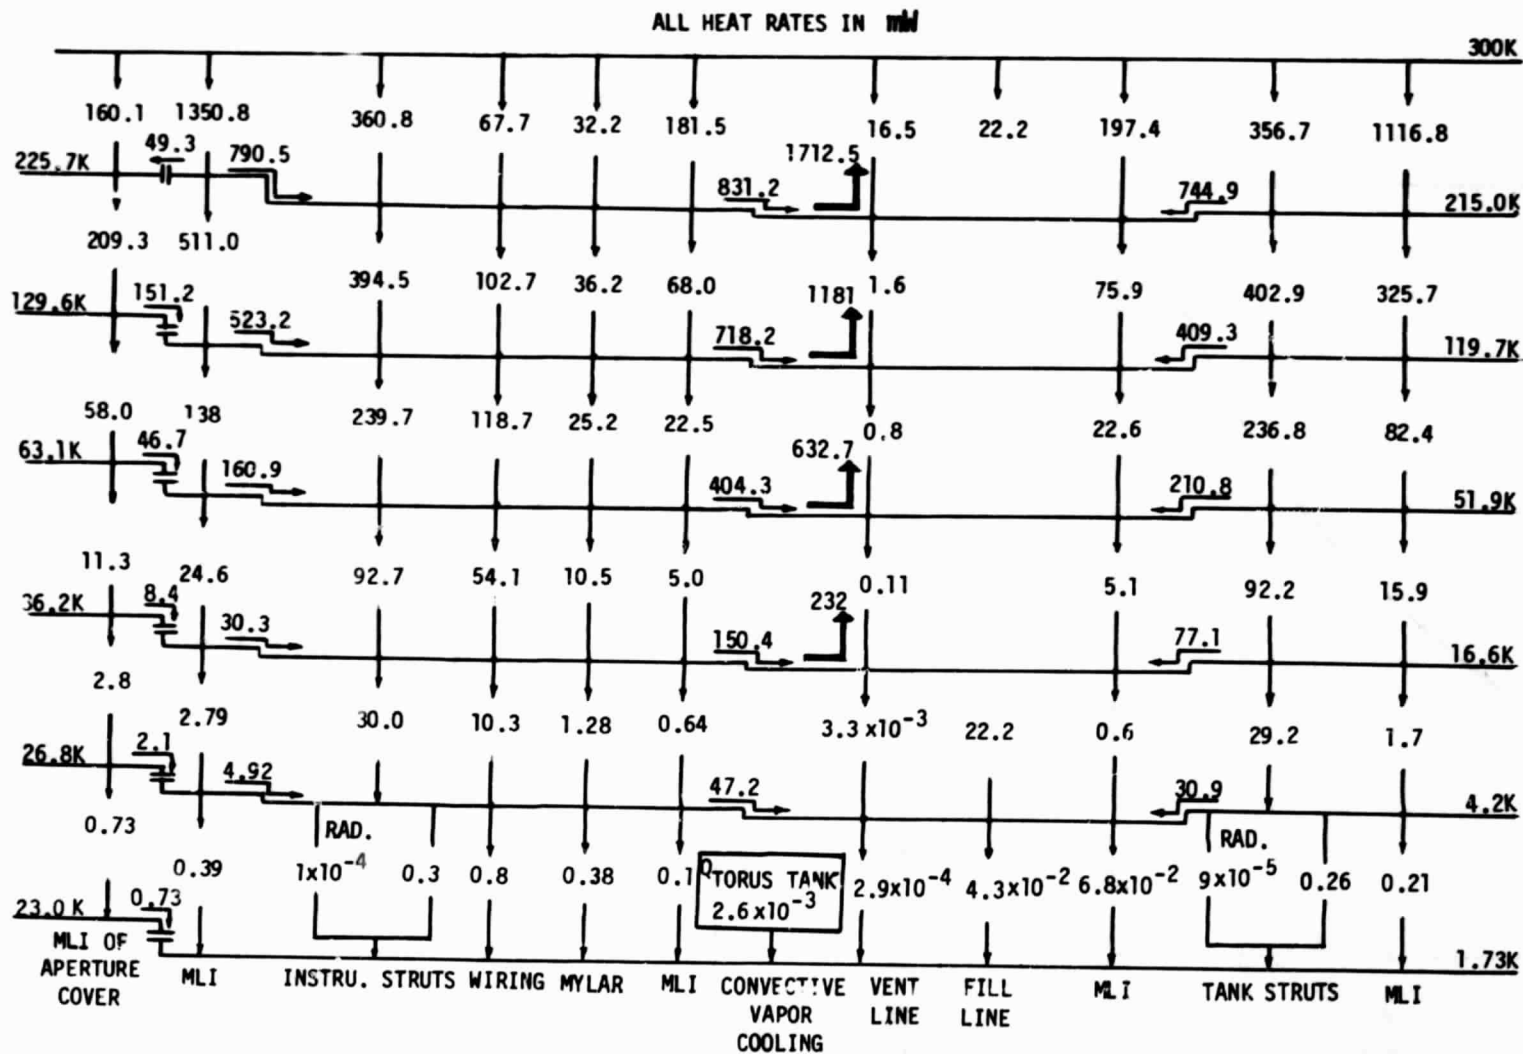 ALL HEAT RATES IN mW
300K
160.1 1350.8 360.8 67.7 32.2 181.5 16.5 22.2 197.4 356.7 1116.8
225.7K 49.3 790.5 831.2 1712.5 744.9 215.0K
209.3 511.0 394.5 102.7 36.2 68.0 1.6 75.9 402.9 325.7
129.6K 151.2 523.2 718.2 1181 409.3 119.7K
58.0 138 239.7 118.7 25.2 22.5 0.8 22.6 236.8 82.4
63.1K 46.7 160.9 404.3 632.7 210.8 51.9K
11.3 24.6 92.7 54.1 10.5 5.0 0.11 5.1 92.2 15.9
36.2K 8.4 30.3 150.4 232 77.1 16.6K
2.8 2.79 30.0 10.3 1.28 0.64 3.3x10⁻³ 22.2 0.6 29.2 1.7
26.8K 2.1 4.92 47.2 30.9 4.2K
RAD. RAD.
0.73 0.39 1x10⁻⁴ 0.3 0.8 0.38 0.1 Q TORUS TANK 2.9x10⁻⁴ 4.3x10⁻² 6.8x10⁻² 9x10⁻⁵ 0.26 0.21
2.6x10⁻³
23.0 K 0.73 1.73K
MLI OF
APERTURE
COVER
MLI
INSTRU. STRUTS
WIRING
MYLAR
MLI
CONVECTIVE
VAPOR
COOLING
VENT
LINE
FILL
LINE
MLI
TANK STRUTS
MLI